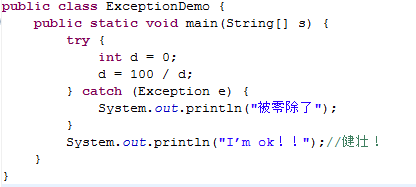 public class ExceptionDemo {
    public static void main(String[] s) {
        try {
            int d = 0;
            d = 100 / d;
        } catch (Exception e) {
            System.out.println("被零除了");
        }
        System.out.println("I’m ok！！");//健壮！
    }
}